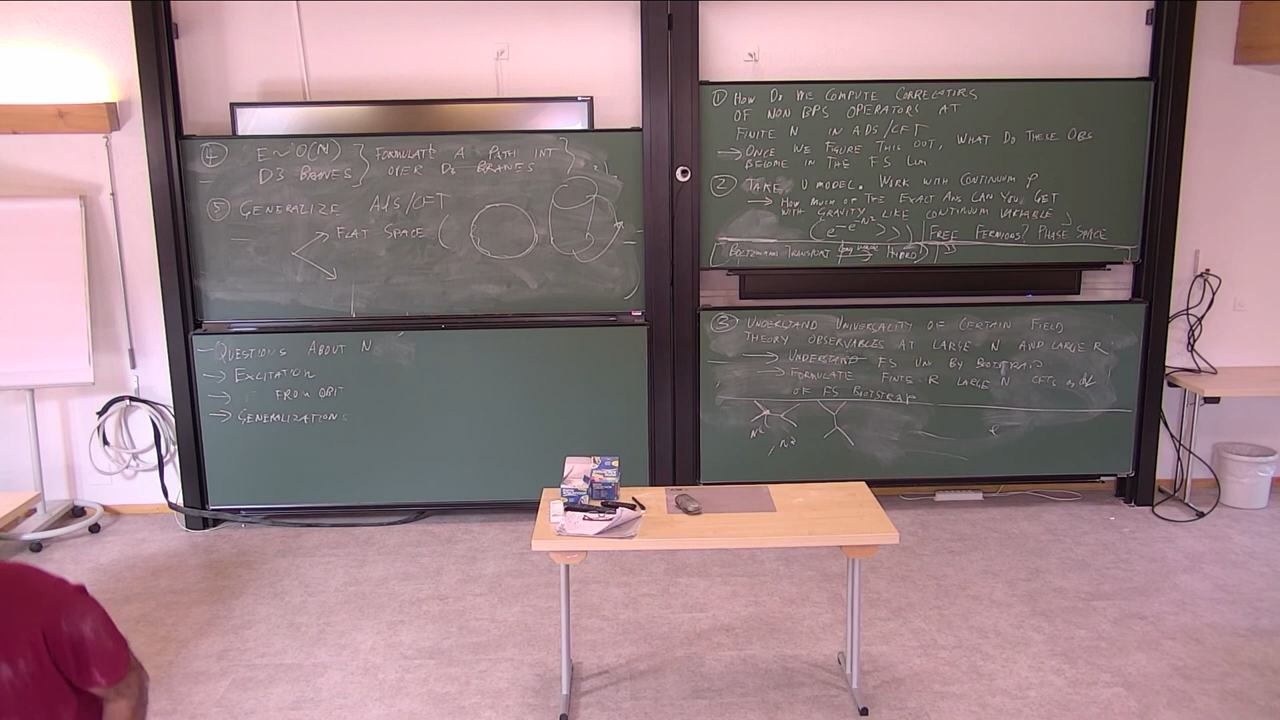 ④ E ~ O(N) } FORMULATE A PATH INT }
D3 BRANES } OVER D3 BRANES } ?
⑤ GENERALIZE AdS/CFT
→ FLAT SPACE (
- QUESTIONS ABOUT N
→ EXCITATION
→ FROM OPT
→ GENERALIZATIONS
① HOW DO WE COMPUTE CORRELATORS
OF NON BPS OPERATORS AT
FINITE N IN ADS/CFT
→ ONCE WE FIGURE THIS OUT, WHAT DO THESE OBS
BECOME IN THE FS LIM.
② TAKE U MODEL. WORK WITH CONTINUUM ρ
→ HOW MUCH OF THE EXACT ANS CAN YOU GET
WITH GRAVITY LIKE CONTINUUM VARIABLE
(e^-e^-N²>>)) FREE FERMIONS? PHASE SPACE
[BOLTZMANN TRANSPORT → HYDRO]
③ UNDERSTAND UNIVERSALITY OF CERTAIN FIELD
THEORY OBSERVABLES AT LARGE N AND LARGE R
→ UNDERSTAND FS UN BY BOOTSTRAP
→ FORMULATE FINITE R LARGE N CFTS as def
OF FS BOOTSTRAP
, N²